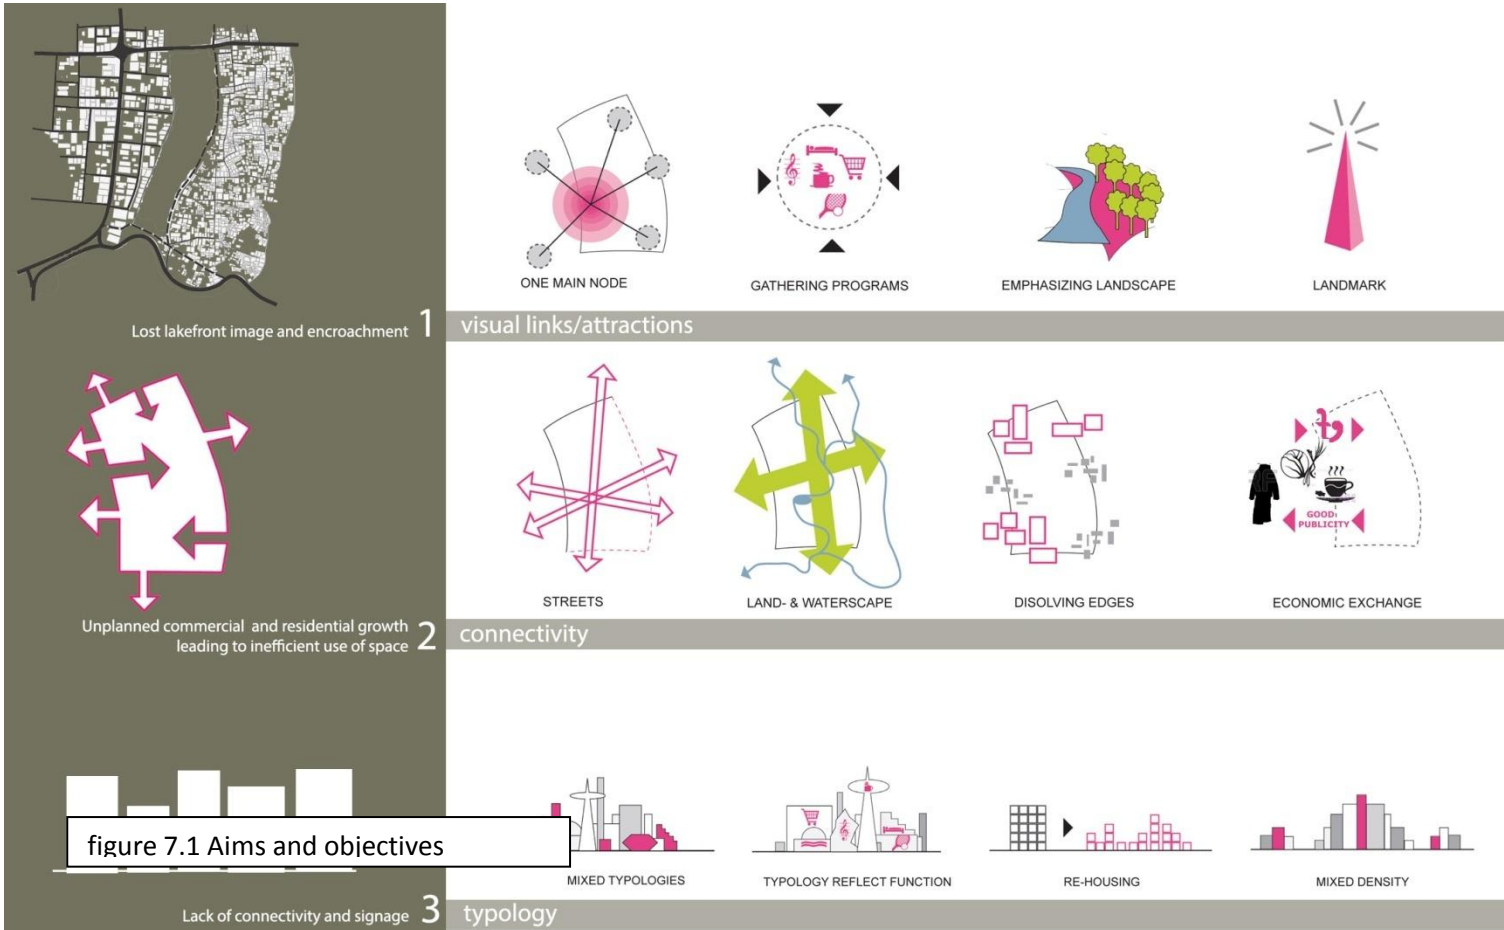 ONE MAIN NODE
GATHERING PROGRAMS
EMPHASIZING LANDSCAPE
LANDMARK
Lost lakefront image and encroachment 1
visual links/attractions
GOOD
PUBLICITY
STREETS
LAND- & WATERSCAPE
DISOLVING EDGES
ECONOMIC EXCHANGE
Unplanned commercial and residential growth
leading to inefficient use of space 2
connectivity
figure 7.1 Aims and objectives
MIXED TYPOLOGIES
TYPOLOGY REFLECT FUNCTION
RE-HOUSING
MIXED DENSITY
Lack of connectivity and signage 3
typology